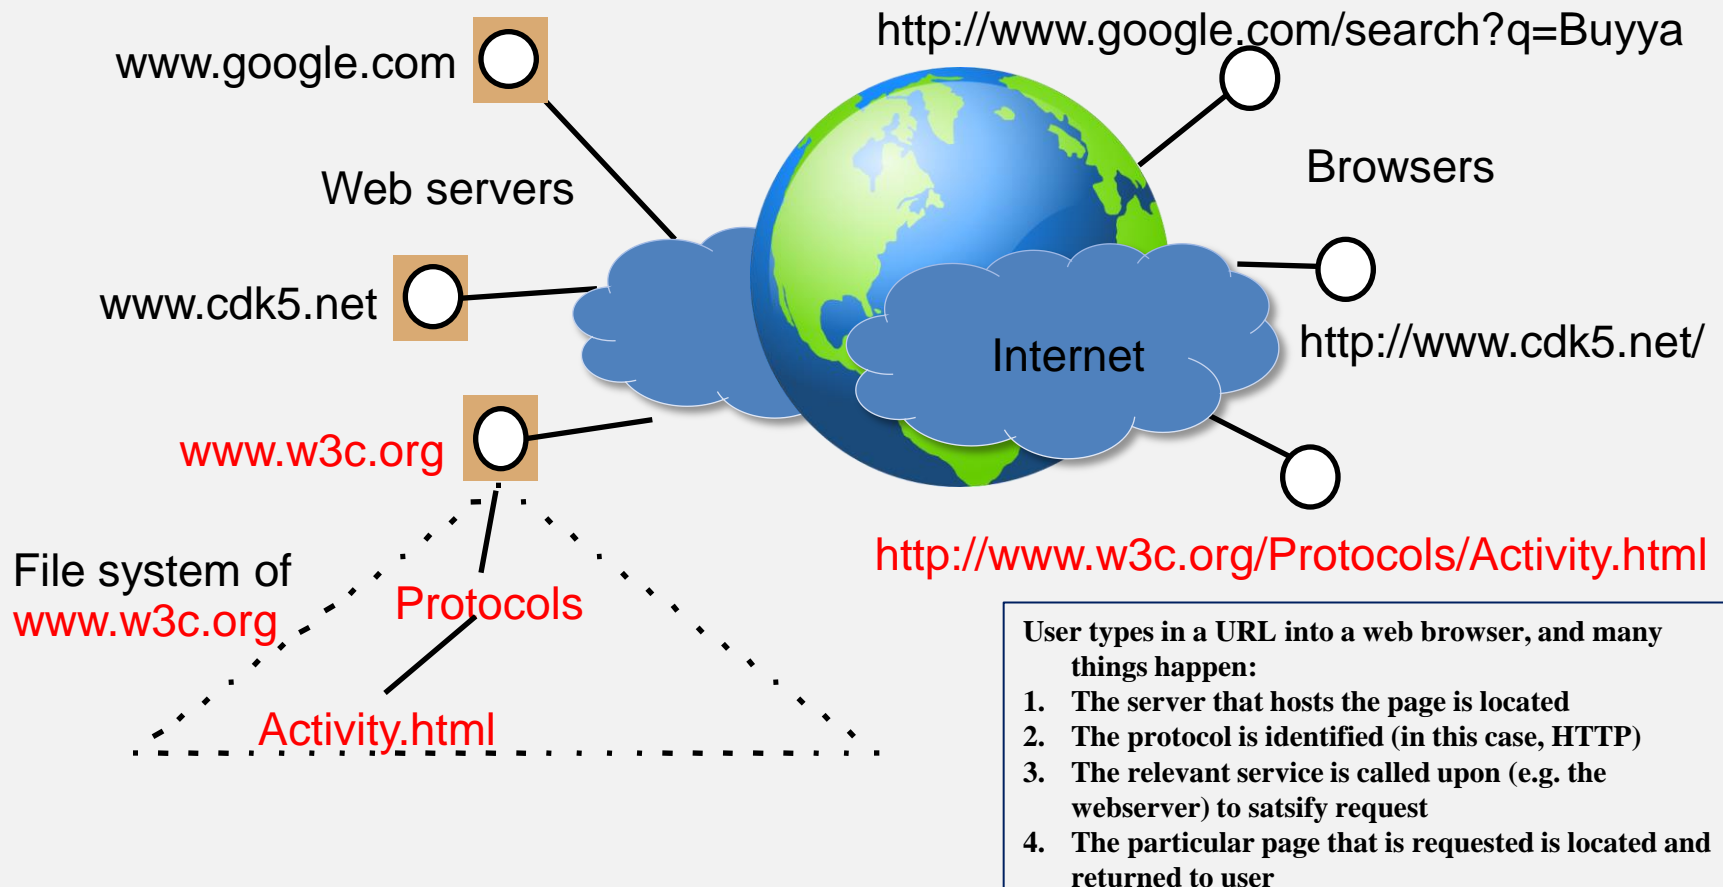 www.google.com
http://www.google.com/search?q=Buyya
Web servers
Browsers
www.cdk5.net
Internet
http://www.cdk5.net/
www.w3c.org
http://www.w3c.org/Protocols/Activity.html
File system of
www.w3c.org
Protocols
Activity.html
User types in a URL into a web browser, and many
things happen:
1. The server that hosts the page is located
2. The protocol is identified (in this case, HTTP)
3. The relevant service is called upon (e.g. the
webserver) to satsify request
4. The particular page that is requested is located and
returned to user